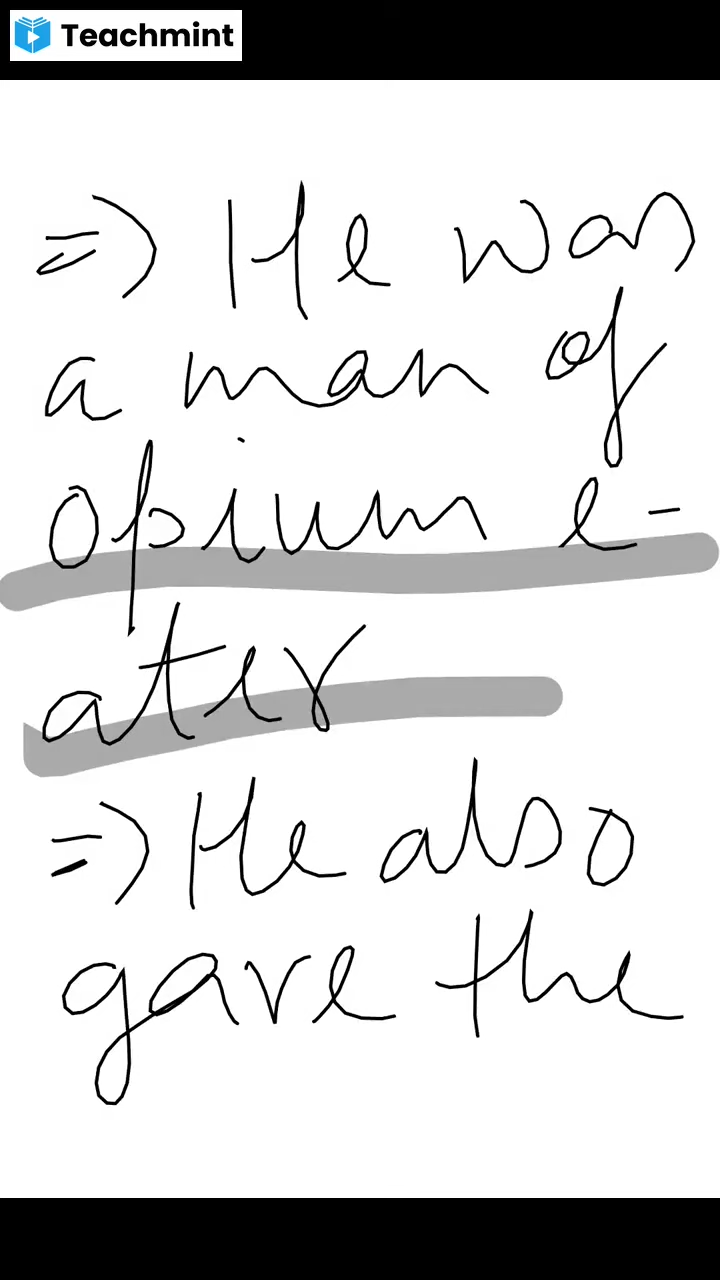 Teachmint
=) He was
a man of
opium e-
ater
=) He also
gave the